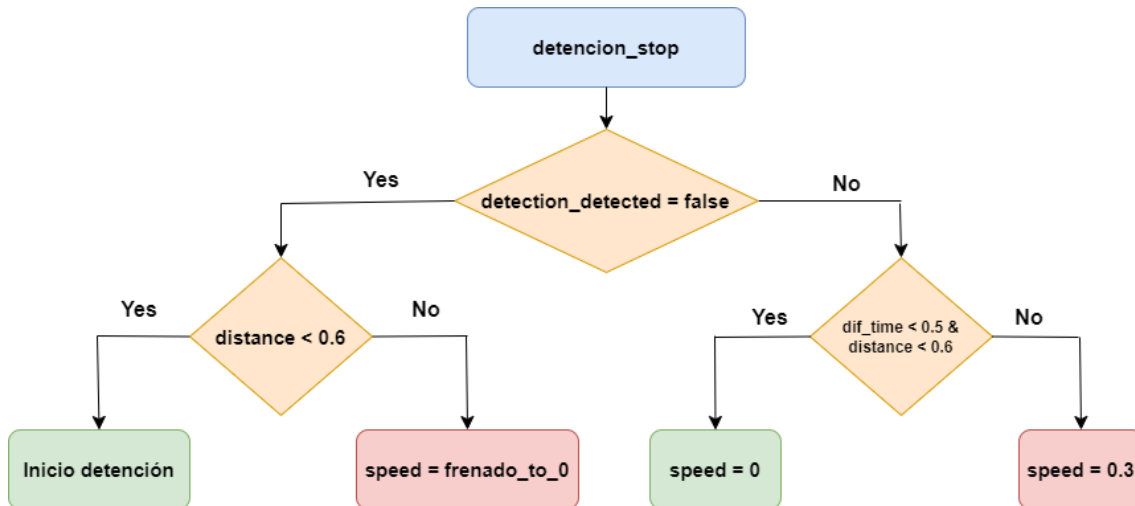 detencion_stop
Yes
No
detection_detected = false
Yes
No
Yes
No
distance < 0.6
dif_time < 0.5 &
distance < 0.6
Inicio detención
speed = frenado_to_0
speed = 0
speed = 0.3